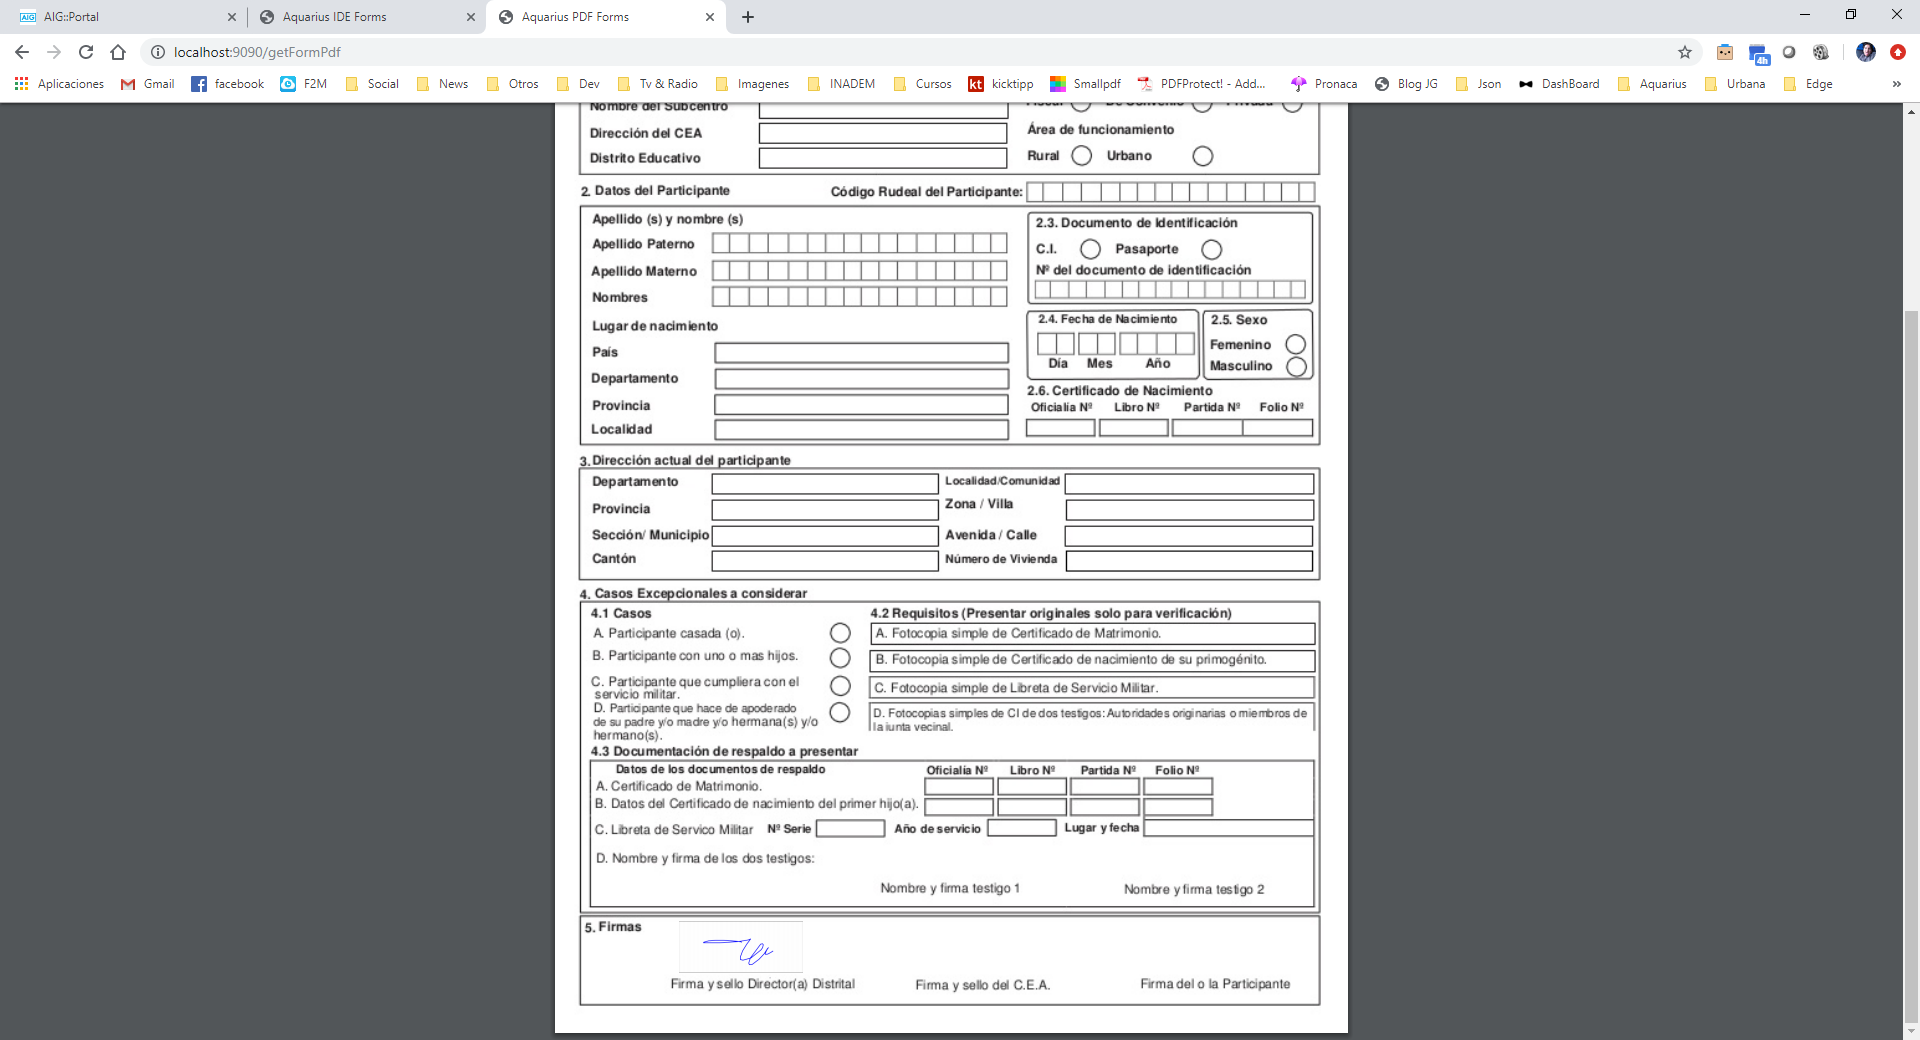 AIG AIG::Portal
Aquarius IDE Forms
Aquarius PDF Forms
localhost:9090/getFormPdf
4h
Aplicaciones Gmail facebook F2M Social News Otros Dev Tv & Radio Imagenes INADEM Cursos kt kicktipp Smallpdf PDFProtect! - Add... Pronaca Blog JG Json DashBoard Aquarius Urbana Edge »
Nombre del Subcentro
Fiscal De Convenio Privada
Dirección del CEA
Área de funcionamiento
Distrito Educativo
Rural Urbano
2. Datos del Participante Código Rudeal del Participante:
Apellido (s) y nombre (s)
2.3. Documento de Identificación
Apellido Paterno
C.I. Pasaporte
Apellido Materno
Nº del documento de identificación
Nombres
Lugar de nacimiento
2.4. Fecha de Nacimiento 2.5. Sexo
País
Femenino
Día Mes Año Masculino
Departamento
2.6. Certificado de Nacimiento
Provincia
Oficialía Nº Libro Nº Partida Nº Folio Nº
Localidad
3. Dirección actual del participante
Departamento Localidad/Comunidad
Provincia Zona / Villa
Sección/ Municipio Avenida / Calle
Cantón Número de Vivienda
4. Casos Excepcionales a considerar
4.1 Casos 4.2 Requisitos (Presentar originales solo para verificación)
A. Participante casada (o). A. Fotocopia simple de Certificado de Matrimonio.
B. Participante con uno o mas hijos. B. Fotocopia simple de Certificado de nacimiento de su primogénito.
C. Participante que cumpliera con el
servicio militar.
C. Fotocopia simple de Libreta de Servicio Militar.
D. Participante que hace de apoderado
de su padre y/o madre y/o hermana(s) y/o
hermano(s).
D. Fotocopias simples de CI de dos testigos: Autoridades originarias o miembros de
la junta vecinal.
4.3 Documentación de respaldo a presentar
Datos de los documentos de respaldo Oficialía Nº Libro Nº Partida Nº Folio Nº
A. Certificado de Matrimonio.
B. Datos del Certificado de nacimiento del primer hijo(a).
C. Libreta de Servico Militar Nº Serie Año de servicio Lugar y fecha
D. Nombre y firma de los dos testigos:
Nombre y firma testigo 1 Nombre y firma testigo 2
5. Firmas
Firma y sello Director(a) Distrital Firma y sello del C.E.A. Firma del o la Participante